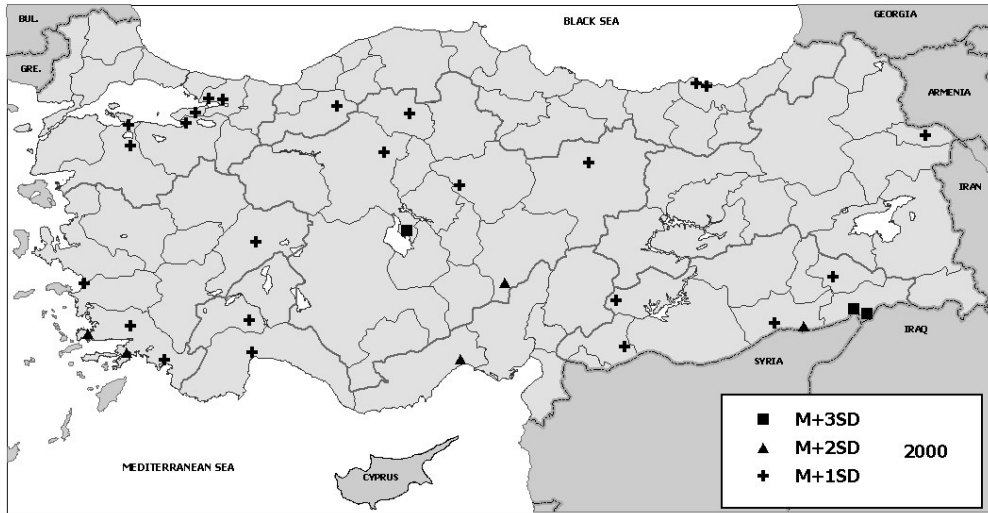 BUL.
BLACK SEA
GEORGIA
GRE.
ARMENIA
IRAN
IRAQ
SYRIA
MEDITERRANEAN SEA
CYPRUS
M+3SD
M+2SD
2000
M+1SD